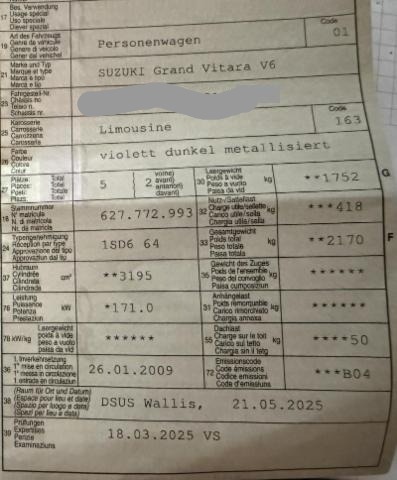 Bes. Verwendung
Usage spécial
Uso speciale
Diever spezial
17
Code
19 Art des Fahrzeugs
Genre de véhicule
Genere di veicolo
Gener dal vehichel
Personenwagen 01
21 Marke und Typ
Marque et type
Marca e tipo
Marca e tip
SUZUKI Grand Vitara V6
23 Fahrgestell-Nr.
Châssis no
Telaio n.
Schassis nr.
Code
25 Karosserie
Carrosserie
Carrozzeria
Carossaria
Limousine 163
26 Farbe
Couleur
Colore
Colur
violett dunkel metallisiert
27 Plätze: Total
Places: Total
Posti: Totale
Plazs: Total
5 2 vorne)
avant)
anteriori)
davant)
30 Leergewicht
Poids à vide
Peso a vuoto
Paisa da vid
kg **1752 G
18 Stammnummer
N° matricule
N. di matricola
Nr. da matricla
627.772.993
32 Nutz-/Sattellast
Charge utile/sellette
Carico utile/sella
Chargia utila/sella
kg ***418
24 Typengenehmigung
Réception par type
Approvazione del tipo
Approvaziun dal tip
1SD6 64
33 Gesamtgewicht
Poids total
Peso totale
Paisa totala
kg **2170 F
37 Hubraum
Cylindrée
Cilindrata
Cilindrada
cm³ **3195
35 Gewicht des Zuges
Poids de l'ensemble
Peso del convoglio
Paisa cumposiziun
kg ******
76 Leistung
Puissance
Potenza
Prestaziun
kW *171.0
31 Anhängelast
Poids remorquable
Carico rimorchiato
Chargia annexa
kg ******
78 kW/kg Leergewicht
poids à vide
peso a vuoto
paisa da vid
******
55 Dachlast
Charge sur le toit
Carico sul tetto
Chargia sin il tetg
kg ****50
36 1. Inverkehrsetzung
1re mise en circulation
1a messa in circolazione
1. entrada en circulaziun
26.01.2009
72 Emissionscode
Code émissions
Codice emissioni
Code d'emissiuns
***B04
38 (Raum für Ort und Datum)
(Espace pour lieu et date)
(Spazio per luogo e data)
(Spazi per lieu e data)
DSUS Wallis, 21.05.2025
39 Prüfungen
Expertises
Perizie
Examinaziuns
18.03.2025 VS